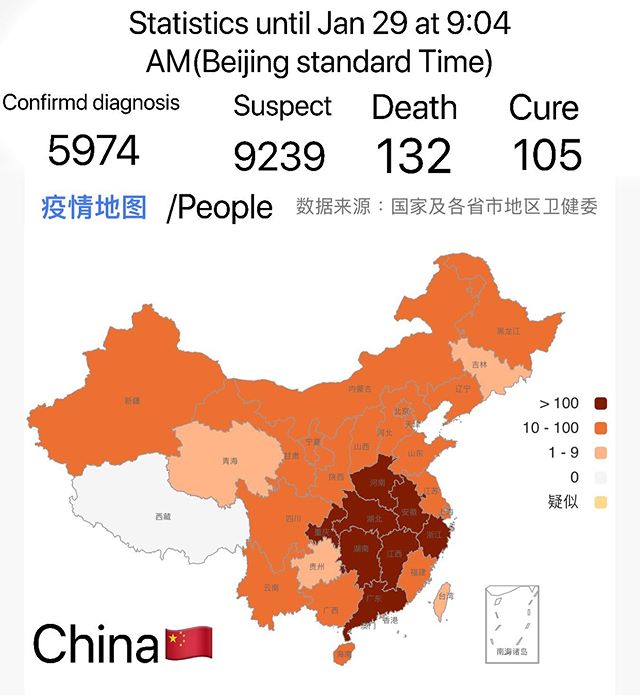 Statistics until Jan 29 at 9:04
AM(Beijing standard Time)
Confirmd diagnosis Suspect Death Cure
5974 9239 132 105
疫情地图 /People 数据来源：国家及各省市地区卫健委
黑龙江
吉林
辽宁
内蒙古
新疆
北京
天津
河北
宁夏
山西
山东
甘肃
青海
陕西
河南
江苏
西藏
四川
湖北
安徽
上海
重庆
浙江
湖南
江西
贵州
福建
云南
台湾
广西
广东
香港
澳门
海南
南海诸岛
> 100
10 - 100
1 - 9
0
疑似
China🇨🇳